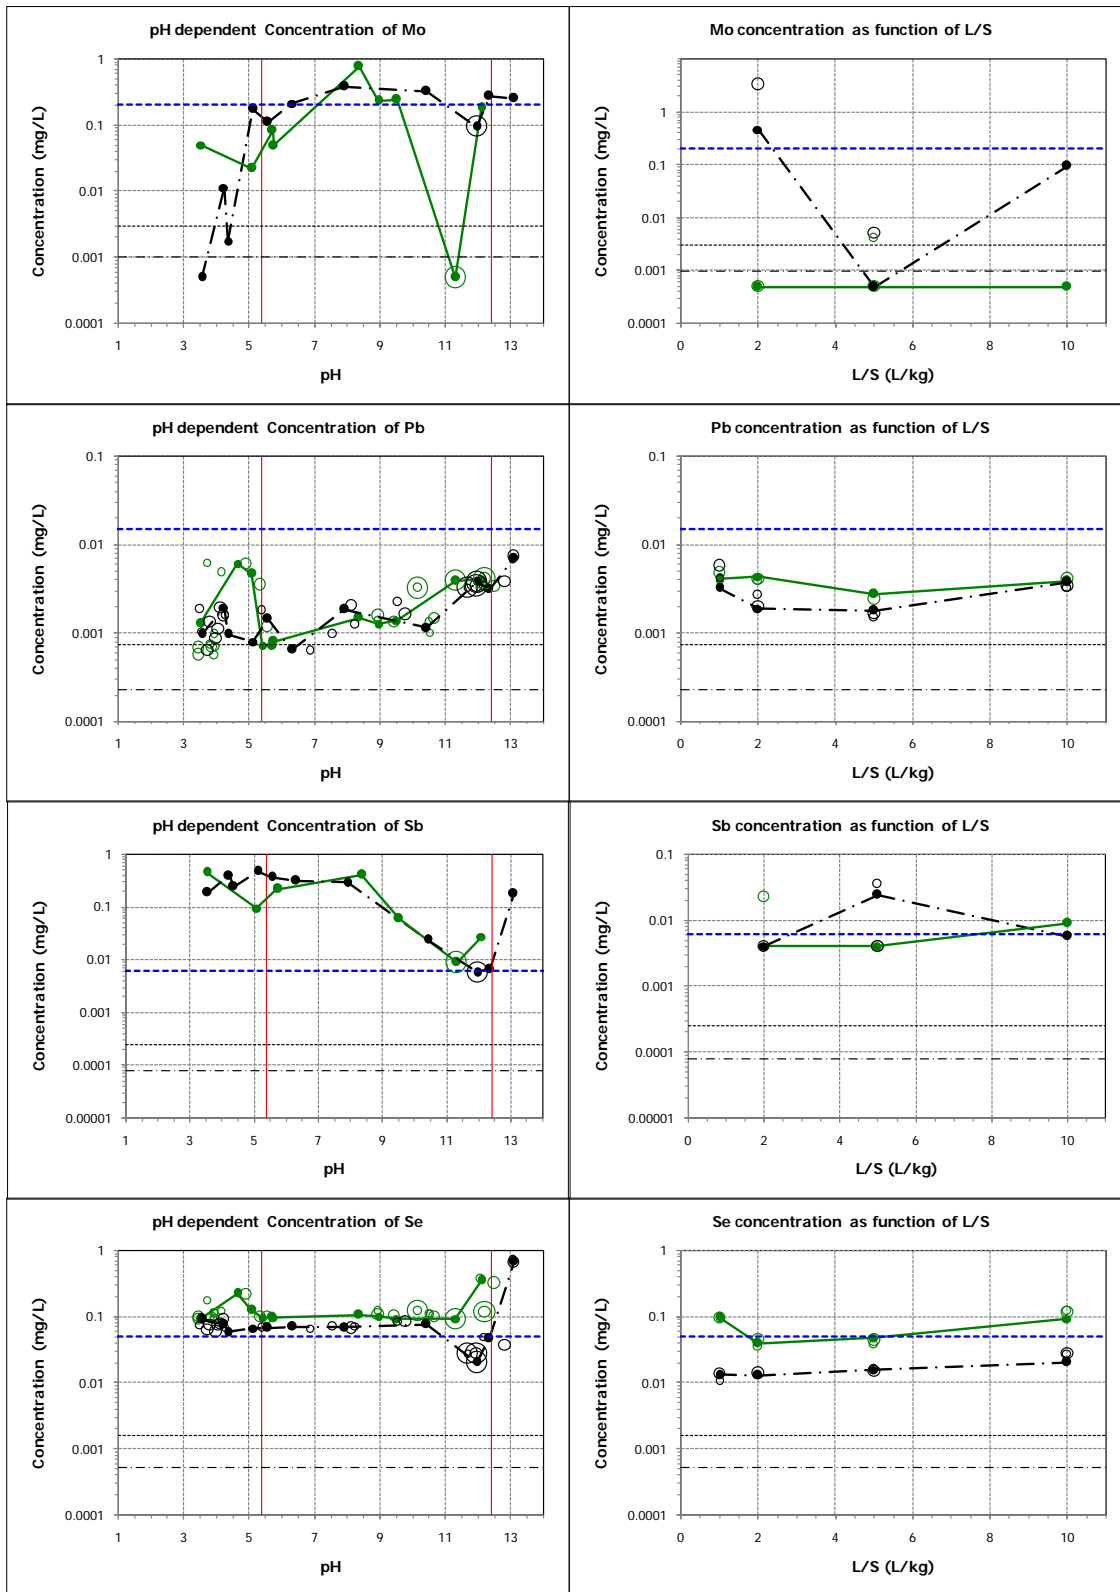 pH dependent Concentration of Mo
Concentration (mg/L)
1
0.1
0.01
0.001
0.0001
1 3 5 7 9 11 13
pH
Mo concentration as function of L/S
Concentration (mg/L)
1
0.1
0.01
0.001
0.0001
0 2 4 6 8 10
L/S (L/kg)
pH dependent Concentration of Pb
Concentration (mg/L)
0.1
0.01
0.001
0.0001
1 3 5 7 9 11 13
pH
Pb concentration as function of L/S
Concentration (mg/L)
0.1
0.01
0.001
0.0001
0 2 4 6 8 10
L/S (L/kg)
pH dependent Concentration of Sb
Concentration (mg/L)
1
0.1
0.01
0.001
0.0001
0.00001
1 3 5 7 9 11 13
pH
Sb concentration as function of L/S
Concentration (mg/L)
0.1
0.01
0.001
0.0001
0.00001
0 2 4 6 8 10
L/S (L/kg)
pH dependent Concentration of Se
Concentration (mg/L)
1
0.1
0.01
0.001
0.0001
1 3 5 7 9 11 13
pH
Se concentration as function of L/S
Concentration (mg/L)
1
0.1
0.01
0.001
0.0001
0 2 4 6 8 10
L/S (L/kg)